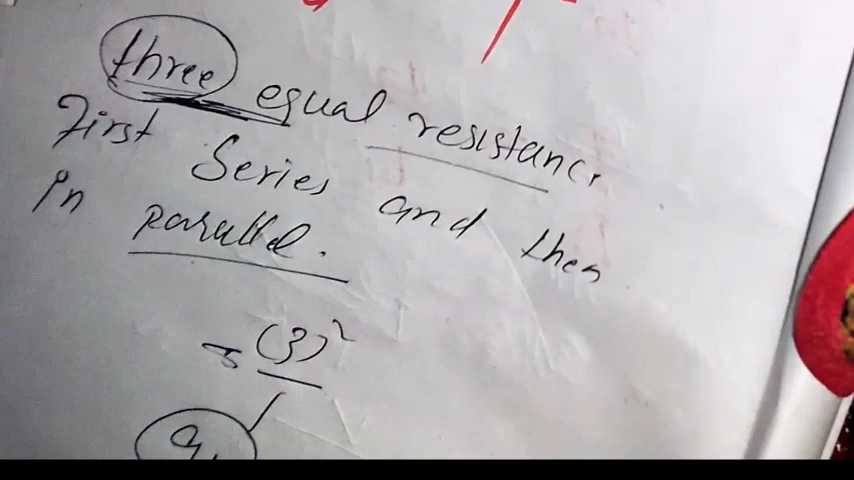 three equal resistance
First Series and then
in parallel.
= (3)²
9